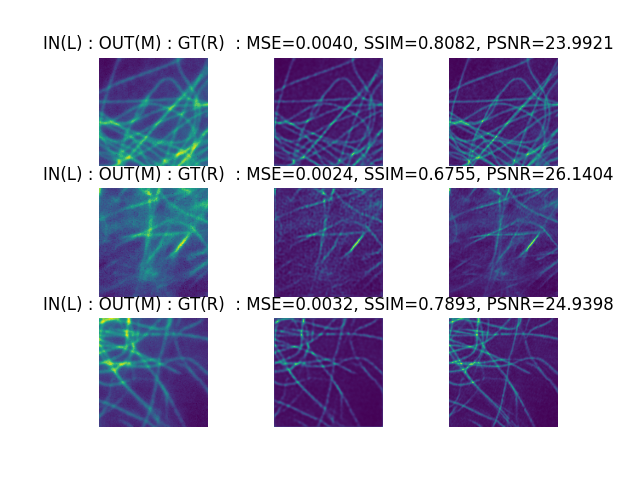 IN(L) : OUT(M) : GT(R)  : MSE=0.0040, SSIM=0.8082, PSNR=23.9921
IN(L) : OUT(M) : GT(R)  : MSE=0.0024, SSIM=0.6755, PSNR=26.1404
IN(L) : OUT(M) : GT(R)  : MSE=0.0032, SSIM=0.7893, PSNR=24.9398